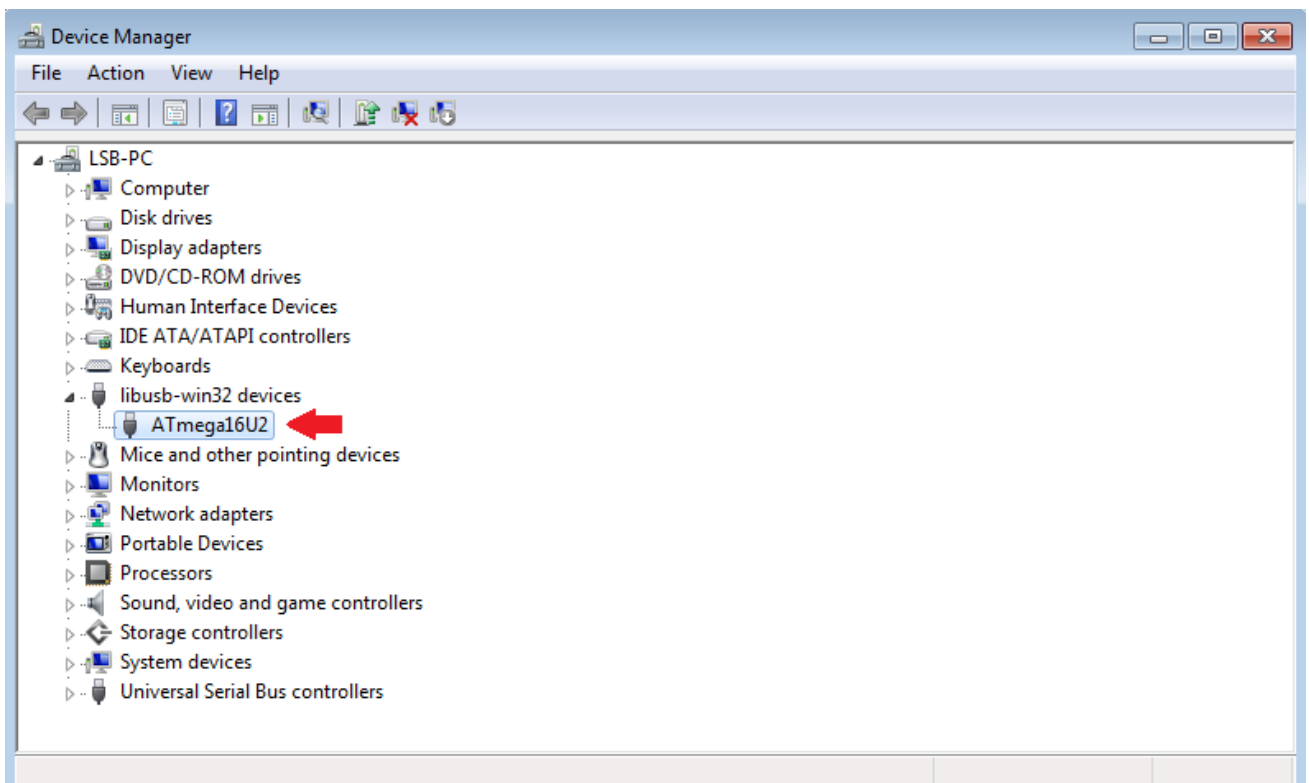 Device Manager
File Action View Help
LSB-PC
Computer
Disk drives
Display adapters
DVD/CD-ROM drives
Human Interface Devices
IDE ATA/ATAPI controllers
Keyboards
libusb-win32 devices
ATmega16U2
Mice and other pointing devices
Monitors
Network adapters
Portable Devices
Processors
Sound, video and game controllers
Storage controllers
System devices
Universal Serial Bus controllers